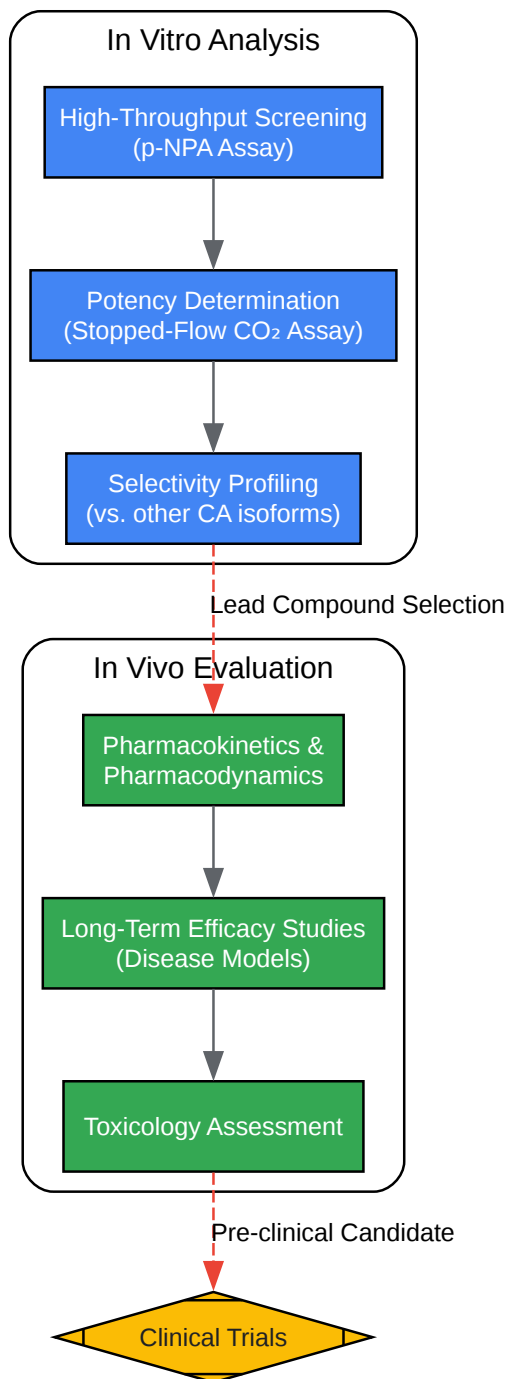 In Vitro Analysis
High-Throughput Screening
(p-NPA Assay)
Potency Determination
(Stopped-Flow CO₂ Assay)
Selectivity Profiling
(vs. other CA isoforms)
Lead Compound Selection
In Vivo Evaluation
Pharmacokinetics &
Pharmacodynamics
Long-Term Efficacy Studies
(Disease Models)
Toxicology Assessment
Pre-clinical Candidate
Clinical Trials